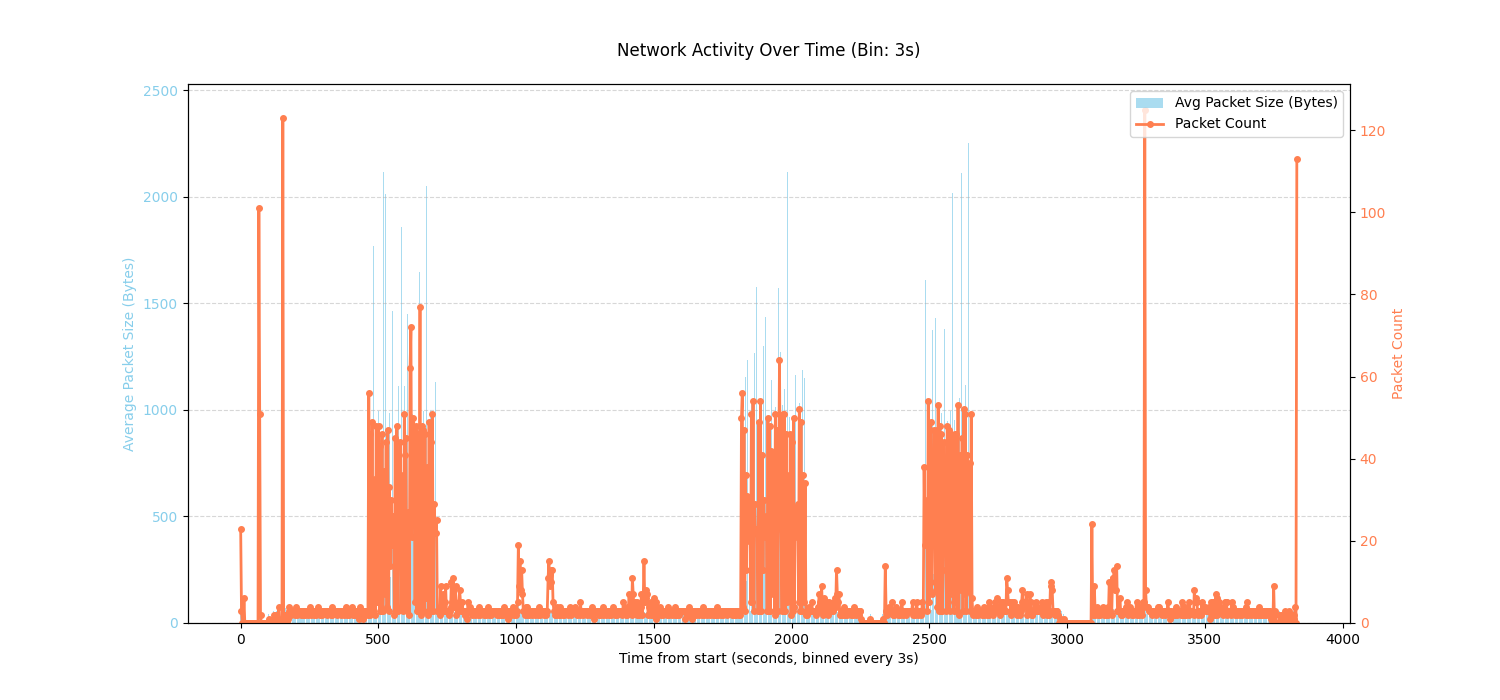 Network Activity Over Time (Bin: 3s)
Avg Packet Size (Bytes)
Packet Count
2500
2000
1500
1000
500
0
Average Packet Size (Bytes)
120
100
80
60
40
20
0
Packet Count
0 500 1000 1500 2000 2500 3000 3500 4000
Time from start (seconds, binned every 3s)